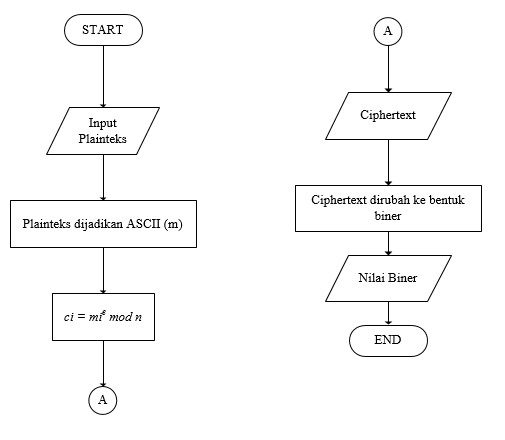 START
Input
Plainteks
Plainteks dijadikan ASCII (m)
ci = mi^e mod n
A
A
Ciphertext
Ciphertext dirubah ke bentuk
biner
Nilai Biner
END